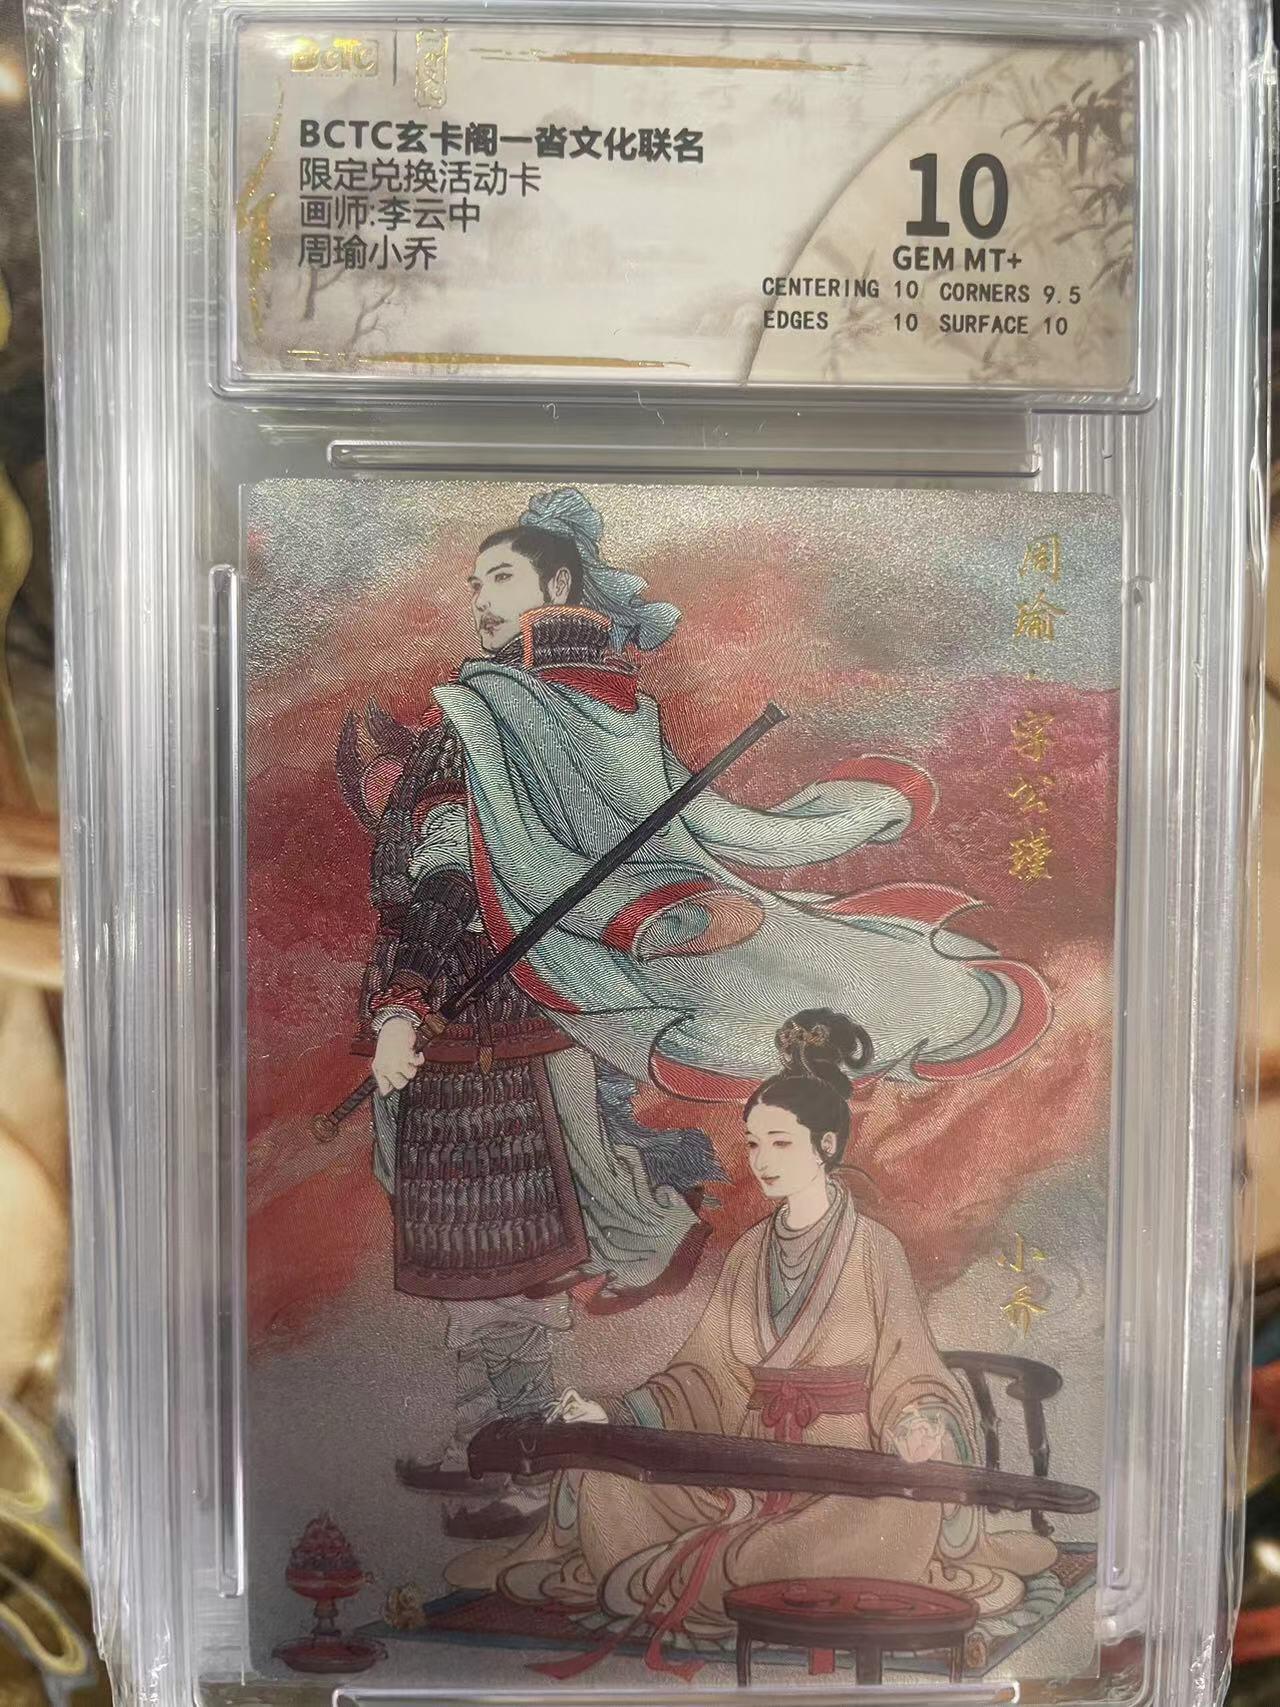 BCTC
BCTC玄卡阁一沓文化联名
限定兑换活动卡
画师:李云中
周瑜小乔
10
GEM MT+
CENTERING 10 CORNERS 9.5
EDGES 10 SURFACE 10
周瑜·字公瑾
小乔